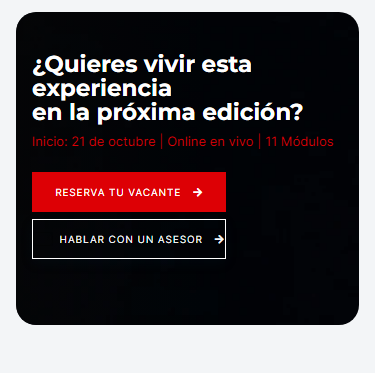 ¿Quieres vivir esta
experiencia
en la próxima edición?
Inicio: 21 de octubre | Online en vivo | 11 Módulos
RESERVA TU VACANTE →
HABLAR CON UN ASESOR →